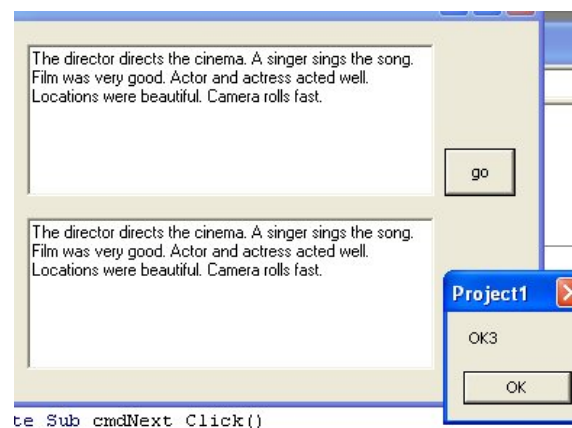 The director directs the cinema. A singer sings the song.
Film was very good. Actor and actress acted well.
Locations were beautiful. Camera rolls fast.
go
The director directs the cinema. A singer sings the song.
Film was very good. Actor and actress acted well.
Locations were beautiful. Camera rolls fast.
Project1
OK3
OK
te Sub cmdNext Click()